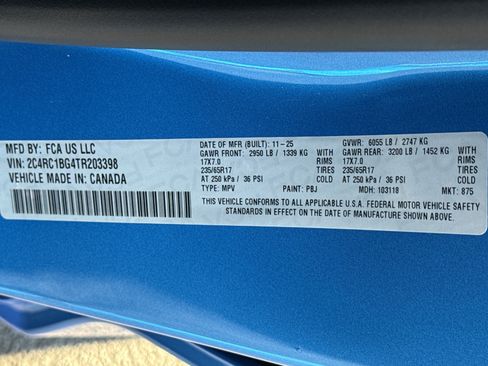 MFD BY: FCA US LLC
VIN: 2C4RC1BG4TR203398
VEHICLE MADE IN: CANADA
DATE OF MFR (BUILT): 11-25 GVWR: 6055 LB / 2747 KG
GAWR FRONT: 2950 LB / 1339 KG WITH GAWR REAR: 3200 LB / 1452 KG WITH
17X7.0 RIMS 17X7.0 RIMS
235/65R17 TIRES 235/65R17 TIRES
AT 250 kPa / 36 PSI COLD AT 250 kPa / 36 PSI COLD
TYPE: MPV PAINT: PBJ MDH: 103118 MKT: 875
THIS VEHICLE CONFORMS TO ALL APPLICABLE U.S.A. FEDERAL MOTOR VEHICLE SAFETY
STANDARDS IN EFFECT ON THE DATE OF MANUFACTURE SHOWN ABOVE.